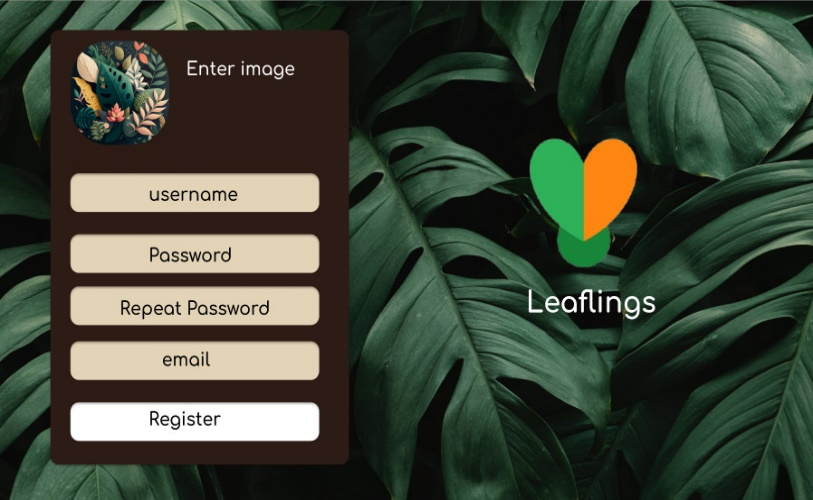 Enter image
username
Password
Repeat Password
email
Register
Leaflings